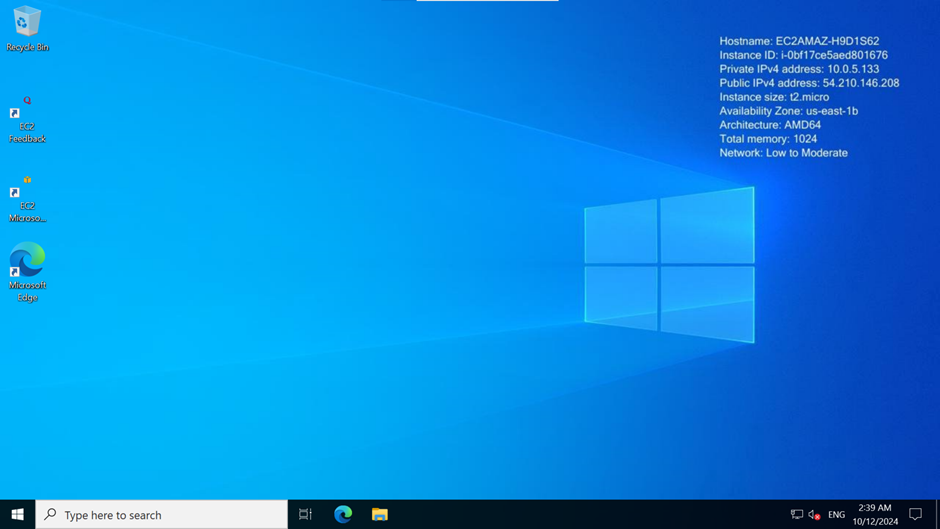 Recycle Bin
EC2
Feedback
EC2
Microso...
Microsoft
Edge
Hostname: EC2AMAZ-H9D1S62
Instance ID: i-0bf17ce5aed801676
Private IPv4 address: 10.0.5.133
Public IPv4 address: 54.210.146.208
Instance size: t2.micro
Availability Zone: us-east-1b
Architecture: AMD64
Total memory: 1024
Network: Low to Moderate
Type here to search
ENG
2:39 AM
10/12/2024